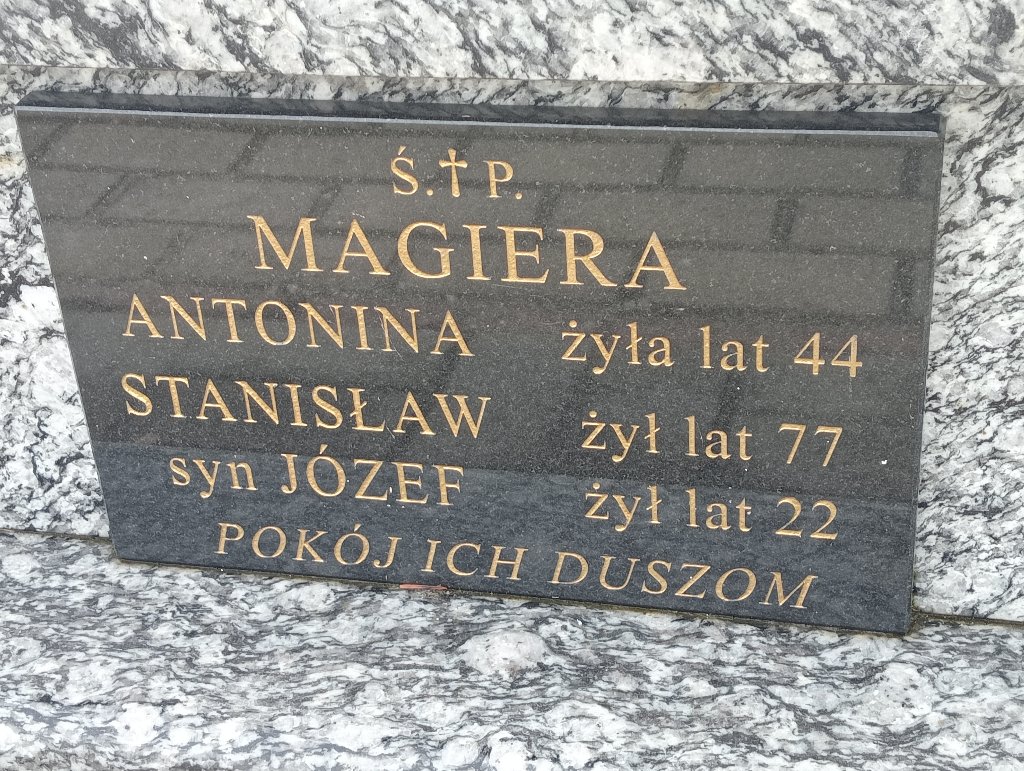 Ś.†P.
MAGIERA
ANTONINA żyła lat 44
STANISŁAW żył lat 77
syn JÓZEF żył lat 22
POKÓJ ICH DUSZOM